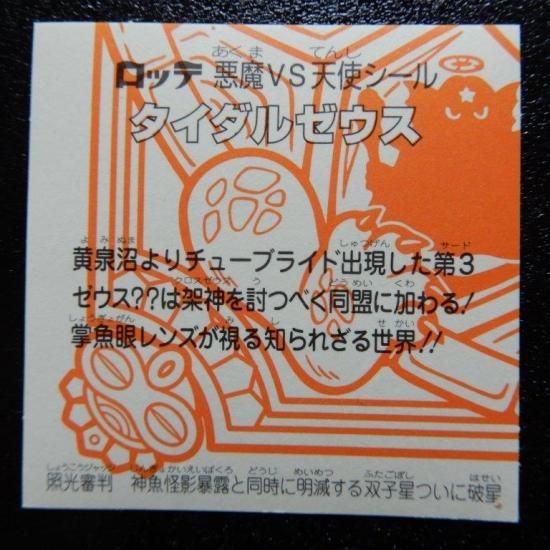 ロッテ 悪魔VS天使シール
タイダルゼウス
黄泉沼よりチューブライド出現した第3
ゼウス??は架神を討つべく同盟に加わる!
掌魚眼レンズが視る知られざる世界!!
照光審判 神魚怪影暴露と同時に明滅する双子星ついに破星